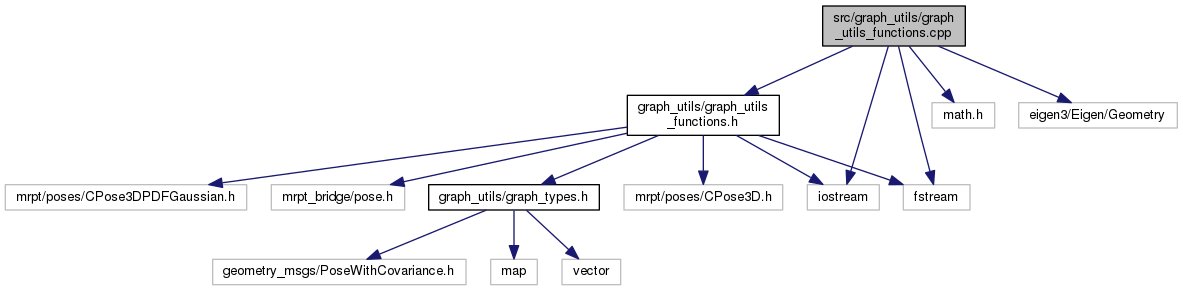 src/graph_utils/graph
_utils_functions.cpp
graph_utils/graph_utils
_functions.h
math.h
eigen3/Eigen/Geometry
mrpt/poses/CPose3DPDFGaussian.h
mrpt_bridge/pose.h
graph_utils/graph_types.h
mrpt/poses/CPose3D.h
iostream
fstream
geometry_msgs/PoseWithCovariance.h
map
vector